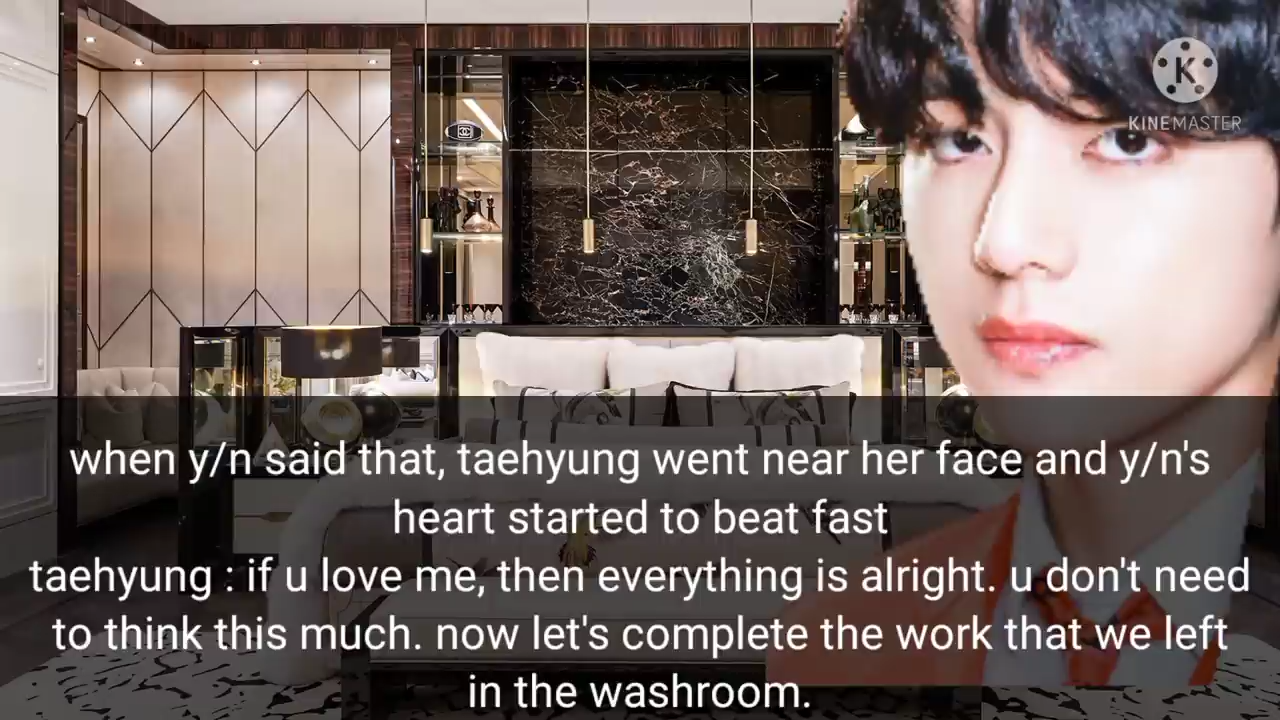 K
KINEMASTER
when y/n said that, taehyung went near her face and y/n's
heart started to beat fast
taehyung : if u love me, then everything is alright. u don't need
to think this much. now let's complete the work that we left
in the washroom.